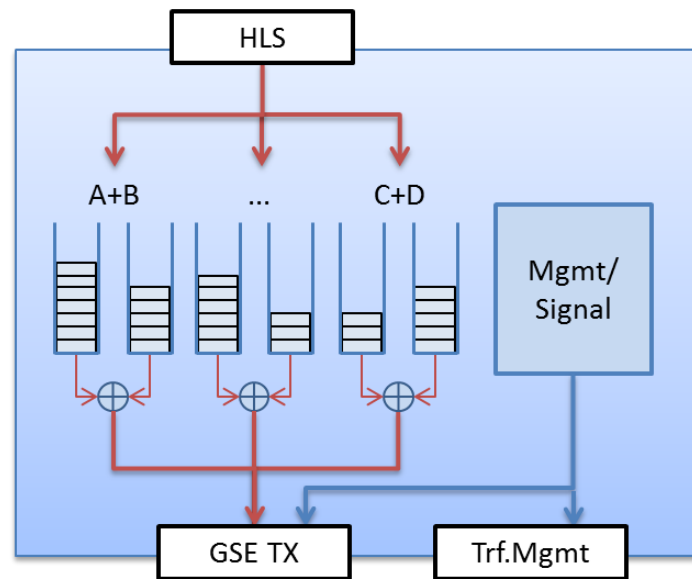 HLS
A+B
...
C+D
Mgmt/
Signal
GSE TX
Trf.Mgmt